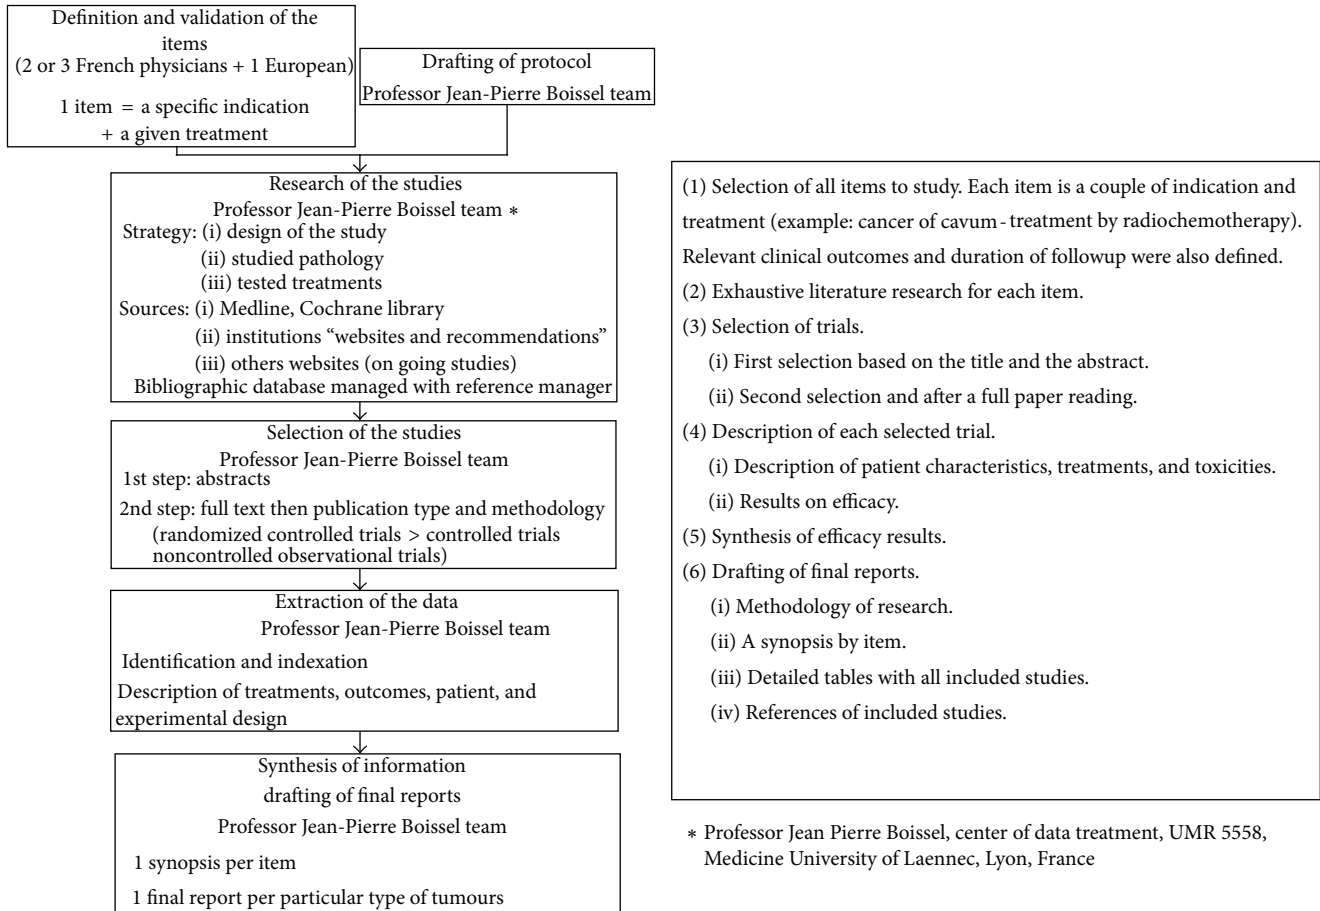 Definition and validation of the
items
(2 or 3 French physicians + 1 European)
1 item = a specific indication
+ a given treatment
Drafting of protocol
Professor Jean-Pierre Boissel team
Research of the studies
Professor Jean-Pierre Boissel team ∗
Strategy: (i) design of the study
(ii) studied pathology
(iii) tested treatments
Sources: (i) Medline, Cochrane library
(ii) institutions “websites and recommendations”
(iii) others websites (on going studies)
Bibliographic database managed with reference manager
Selection of the studies
Professor Jean-Pierre Boissel team
1st step: abstracts
2nd step: full text then publication type and methodology
(randomized controlled trials > controlled trials
noncontrolled observational trials)
Extraction of the data
Professor Jean-Pierre Boissel team
Identification and indexation
Description of treatments, outcomes, patient, and
experimental design
Synthesis of information
drafting of final reports
Professor Jean-Pierre Boissel team
1 synopsis per item
1 final report per particular type of tumours
(1) Selection of all items to study. Each item is a couple of indication and
treatment (example: cancer of cavum-treatment by radiochemotherapy).
Relevant clinical outcomes and duration of followup were also defined.
(2) Exhaustive literature research for each item.
(3) Selection of trials.
(i) First selection based on the title and the abstract.
(ii) Second selection and after a full paper reading.
(4) Description of each selected trial.
(i) Description of patient characteristics, treatments, and toxicities.
(ii) Results on efficacy.
(5) Synthesis of efficacy results.
(6) Drafting of final reports.
(i) Methodology of research.
(ii) A synopsis by item.
(iii) Detailed tables with all included studies.
(iv) References of included studies.
∗ Professor Jean Pierre Boissel, center of data treatment, UMR 5558,
Medicine University of Laennec, Lyon, France